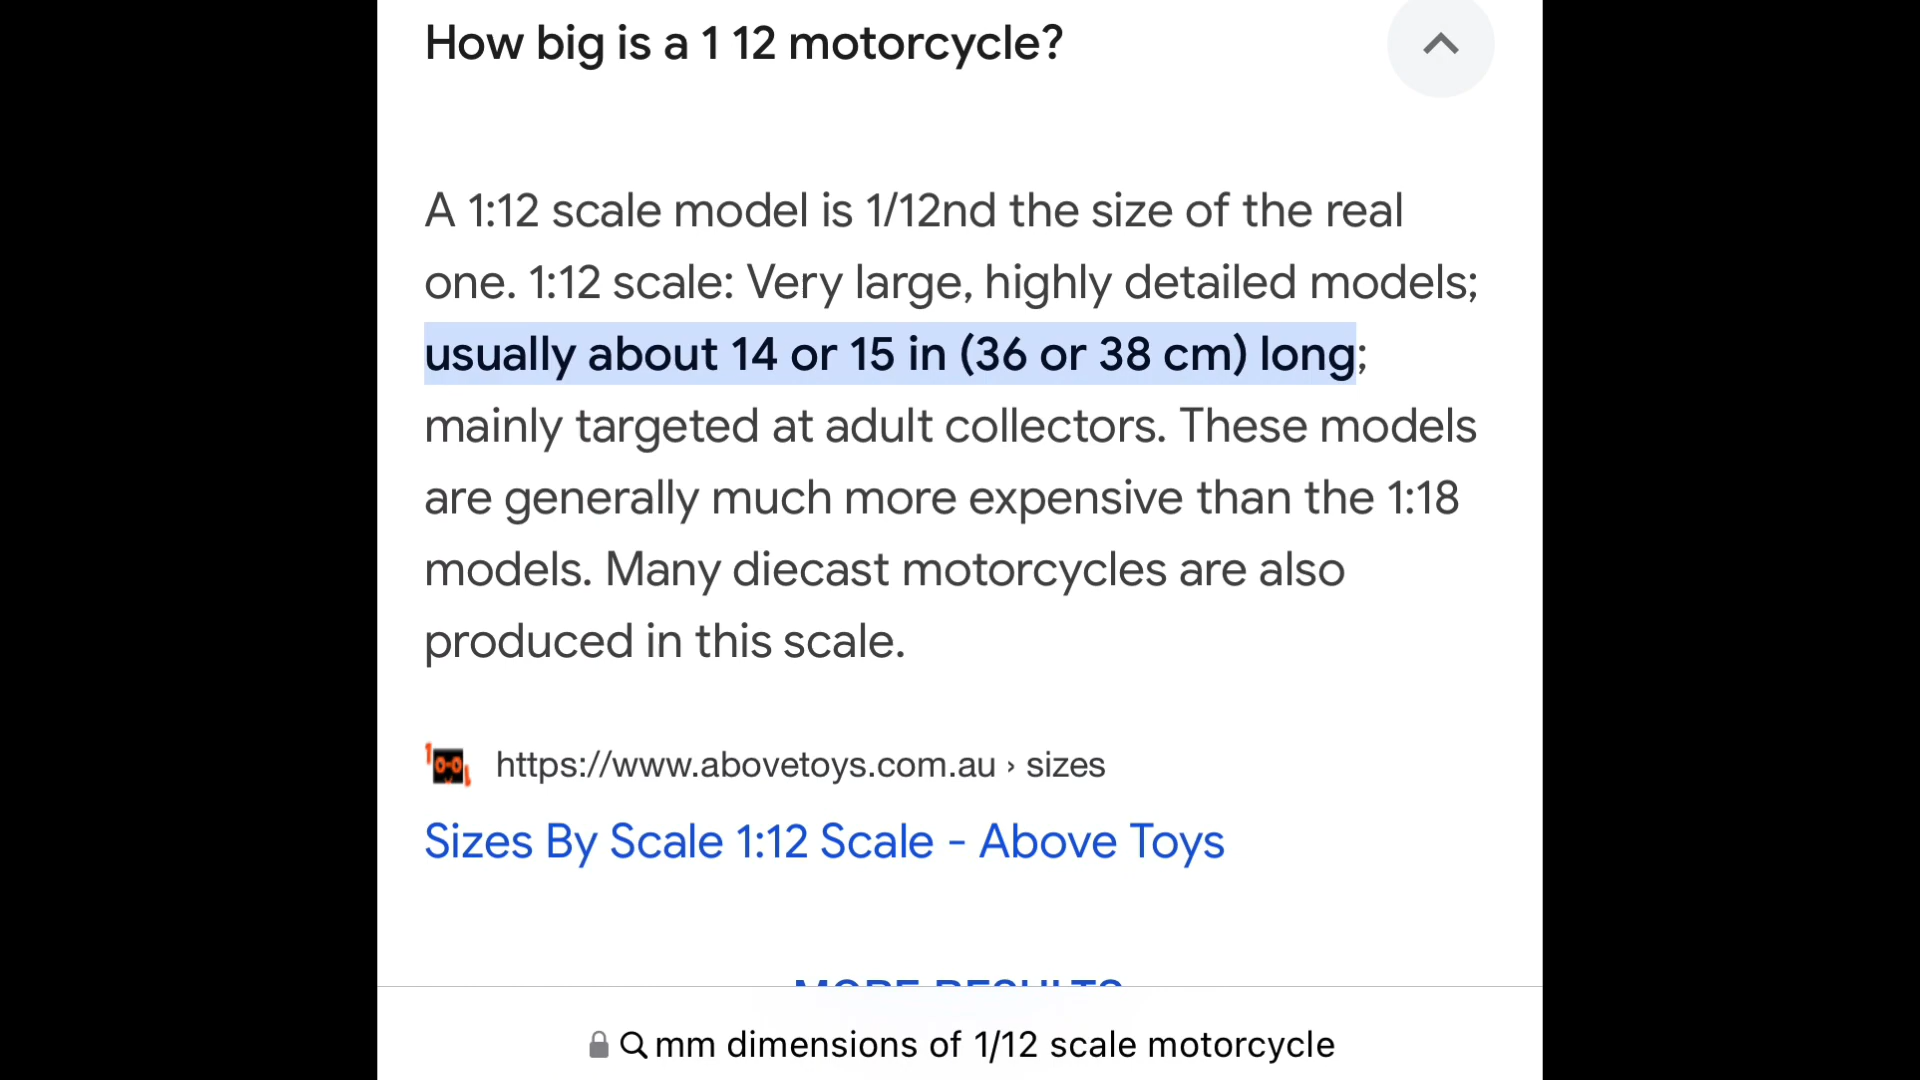 How big is a 1 12 motorcycle?
A 1:12 scale model is 1/12nd the size of the real
one. 1:12 scale: Very large, highly detailed models;
usually about 14 or 15 in (36 or 38 cm) long;
mainly targeted at adult collectors. These models
are generally much more expensive than the 1:18
models. Many diecast motorcycles are also
produced in this scale.
https://www.abovetoys.com.au › sizes
Sizes By Scale 1:12 Scale - Above Toys
MORE RESULTS
mm dimensions of 1/12 scale motorcycle